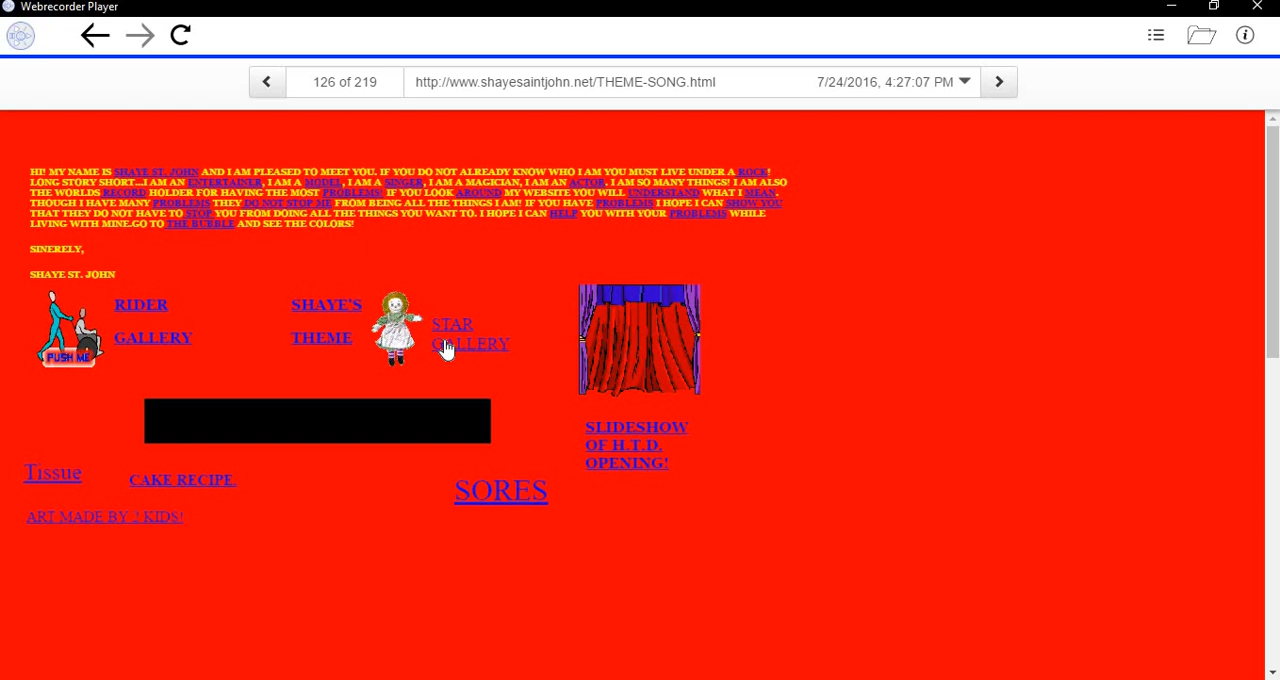 Webrecorder Player
126 of 219
http://www.shayesaintjohn.net/THEME-SONG.html
7/24/2016, 4:27:07 PM
HI! MY NAME IS SHAYE ST. JOHN AND I AM PLEASED TO MEET YOU. IF YOU DO NOT ALREADY KNOW WHO I AM YOU MUST LIVE UNDER A ROCK!
LONG STORY SHORT...I AM AN ENTERTAINER, I AM A MODEL, I AM A SINGER, I AM A MAGICIAN, I AM AN ACTOR. I AM SO MANY THINGS! I AM ALSO
THE WORLDS RECORD HOLDER FOR HAVING THE MOST PROBLEMS! IF YOU LOOK AROUND MY WEBSITE YOU WILL UNDERSTAND WHAT I MEAN.
THOUGH I HAVE MANY PROBLEMS THEY DO NOT STOP ME FROM BEING ALL THE THINGS I AM! IF YOU HAVE PROBLEMS I HOPE I CAN SHOW YOU
THAT THEY DO NOT HAVE TO STOP YOU FROM DOING ALL THE THINGS YOU WANT TO. I HOPE I CAN HELP YOU WITH YOUR PROBLEMS WHILE
LIVING WITH MINE.GO TO THE BUBBLE AND SEE THE COLORS!
SINERELY,
SHAYE ST. JOHN
PUSH ME
RIDER
GALLERY
SHAYE'S
THEME
STAR
GALLERY
SLIDESHOW
OF H.T.D.
OPENING!
Tissue
CAKE RECIPE.
SORES
ART MADE BY 2 KIDS!